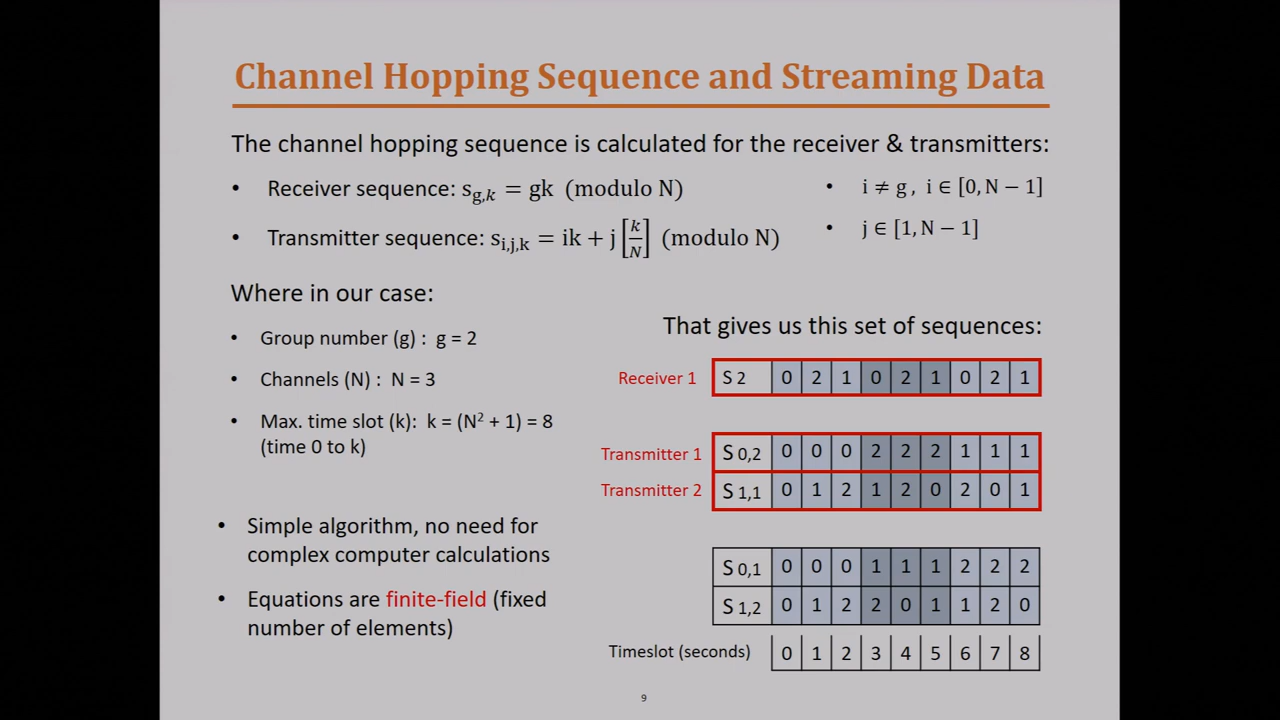 Channel Hopping Sequence and Streaming Data
The channel hopping sequence is calculated for the receiver & transmitters:
• Receiver sequence: s_{g,k} = gk (modulo N)
• Transmitter sequence: s_{i,j,k} = ik + j [k/N] (modulo N)
• i ≠ g , i ∈ [0, N − 1]
• j ∈ [1, N − 1]
Where in our case:
• Group number (g) : g = 2
• Channels (N) : N = 3
• Max. time slot (k): k = (N² + 1) = 8
(time 0 to k)
• Simple algorithm, no need for
complex computer calculations
• Equations are finite-field (fixed
number of elements)
That gives us this set of sequences:
Receiver 1 S 2 0 2 1 0 2 1 0 2 1
Transmitter 1 S 0,2 0 0 0 2 2 2 1 1 1
Transmitter 2 S 1,1 0 1 2 1 2 0 2 0 1
S 0,1 0 0 0 1 1 1 2 2 2
S 1,2 0 1 2 2 0 1 1 2 0
Timeslot (seconds) 0 1 2 3 4 5 6 7 8
9